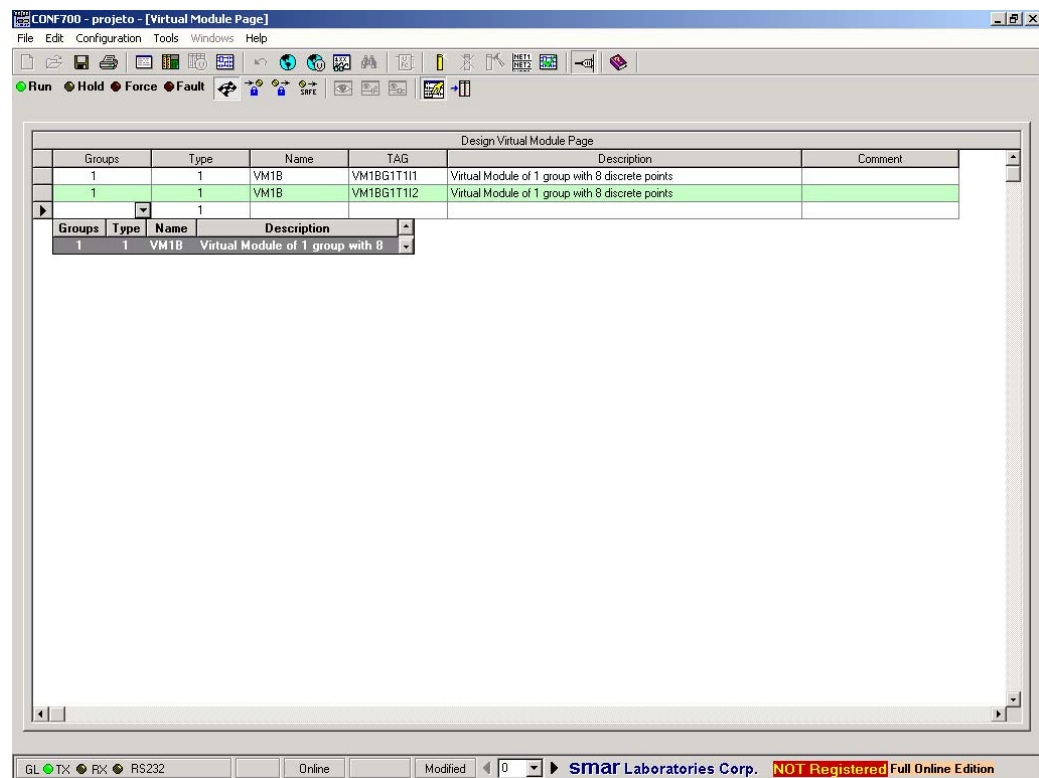 CONF700 - projeto - [Virtual Module Page]
File Edit Configuration Tools Windows Help
NET1
NET2
Run Hold Force Fault SAFE
Design Virtual Module Page
Groups Type Name TAG Description Comment
1 1 VM1B VM1BG1T1I1 Virtual Module of 1 group with 8 discrete points
1 1 VM1B VM1BG1T1I2 Virtual Module of 1 group with 8 discrete points
1
Groups Type Name Description
1 1 VM1B Virtual Module of 1 group with 8
GL TX RX RS232 Online Modified 0 smar Laboratories Corp. NOT Registered Full Online Edition